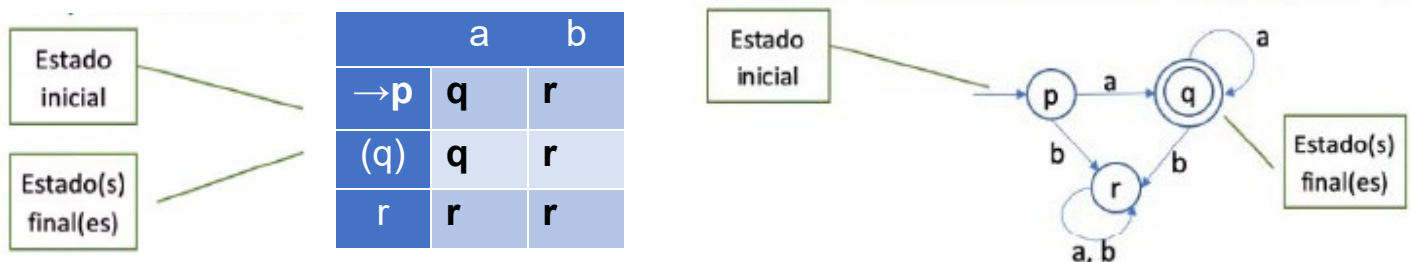 Estado
inicial
Estado(s)
final(es)
a b
→p q r
(q) q r
r r r
Estado
inicial
a
p a q
b b
r
a, b
Estado(s)
final(es)